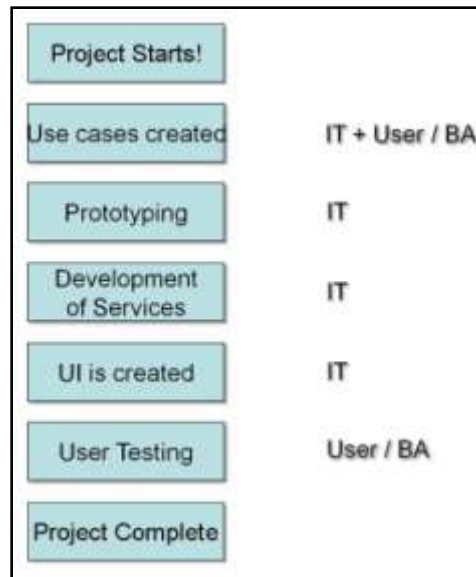 Project Starts!
Use cases created IT + User / BA
Prototyping IT
Development
of Services IT
UI is created IT
User Testing User / BA
Project Complete